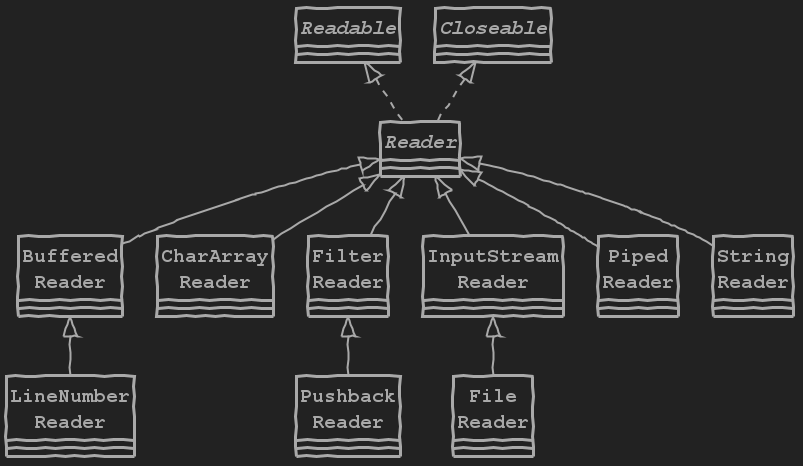 Readable
Closeable
Reader
Buffered
Reader
CharArray
Reader
Filter
Reader
InputStream
Reader
Piped
Reader
String
Reader
LineNumber
Reader
Pushback
Reader
File
Reader